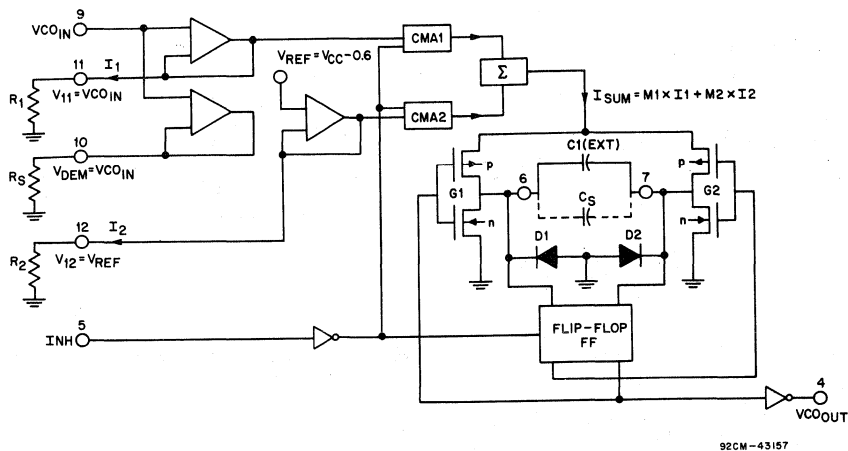 9
VCOIN
11
I1
R1
V11 = VCOIN
10
RS
VDEM = VCOIN
12
I2
R2
V12 = VREF
5
INH
VREF = VCC – 0.6
CMA1
CMA2
Σ
ISUM = M1 x I1 + M2 x I2
C1(EXT)
6
7
CS
p
G1
n
p
G2
n
D1
D2
FLIP-FLOP
FF
4
VCOOUT
92CM-43157